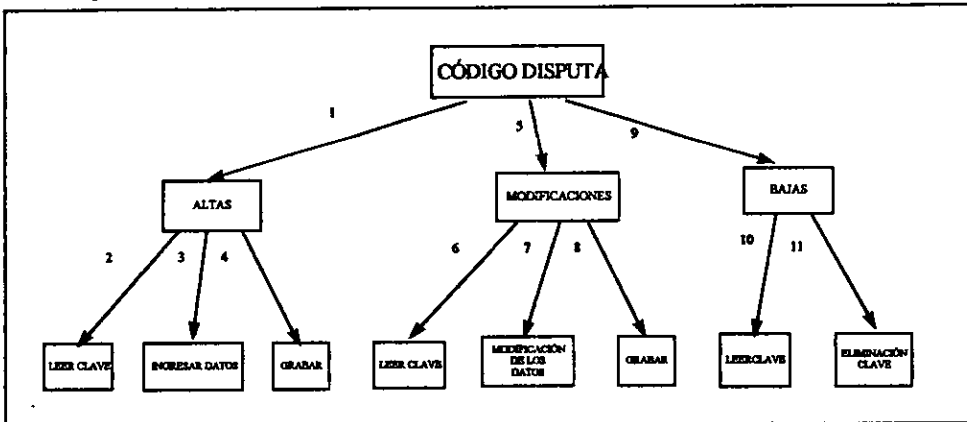 CÓDIGO DISPUTA
1
5
9
ALTAS
MODIFICACIONES
BAJAS
2
3
4
6
7
8
10
11
LEER CLAVE
INGRESAR DATOS
GRABAR
LEER CLAVE
MODIFICACIÓN
DE LOS
DATOS
GRABAR
LEERCLAVE
ELIMINACIÓN
CLAVE